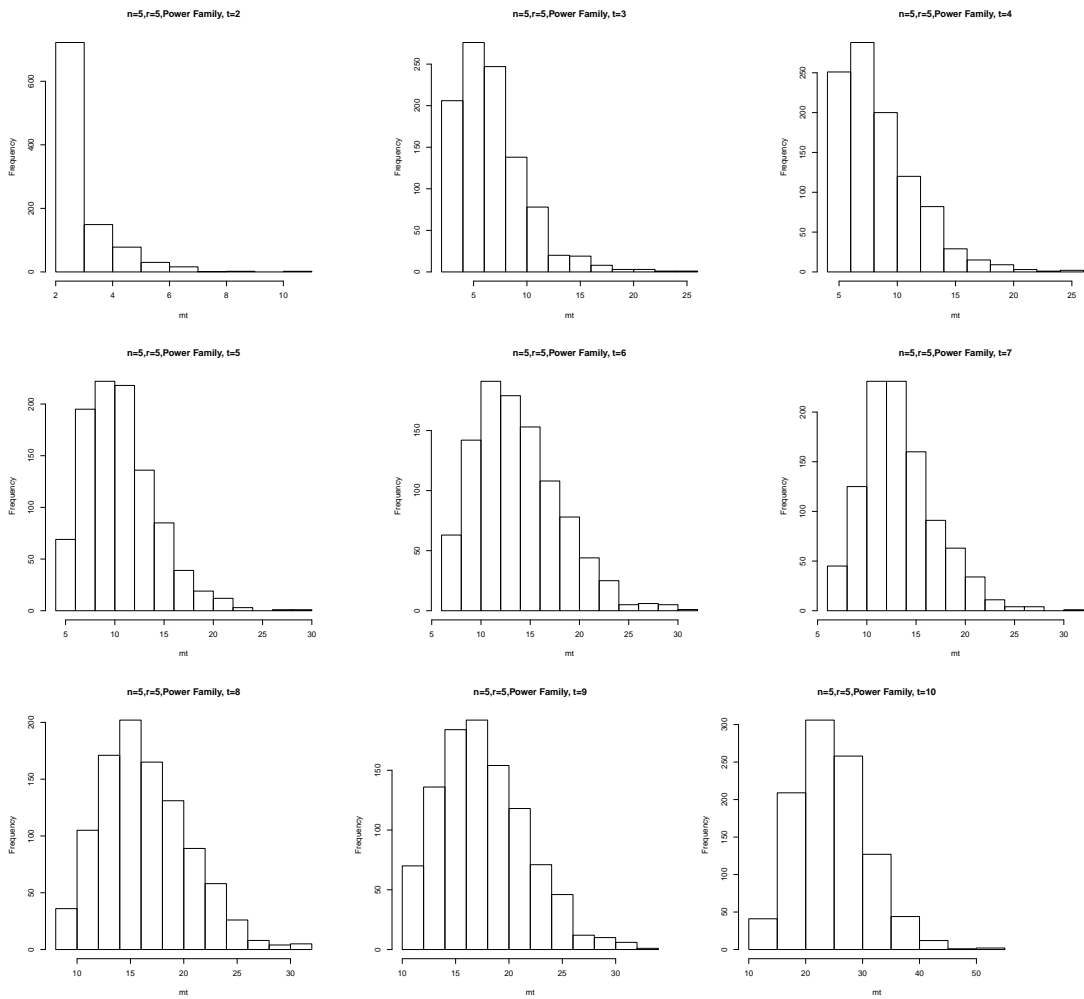 n=5,r=5,Power Family, t=2
Frequency
0 200 400 600
2 4 6 8 10
mt
n=5,r=5,Power Family, t=3
Frequency
0 50 100 150 200 250
5 10 15 20 25
mt
n=5,r=5,Power Family, t=4
Frequency
0 50 100 150 200 250
5 10 15 20 25
mt
n=5,r=5,Power Family, t=5
Frequency
0 50 100 150 200
5 10 15 20 25 30
mt
n=5,r=5,Power Family, t=6
Frequency
0 50 100 150
5 10 15 20 25 30
mt
n=5,r=5,Power Family, t=7
Frequency
0 50 100 150 200
5 10 15 20 25 30
mt
n=5,r=5,Power Family, t=8
Frequency
0 50 100 150 200
10 15 20 25 30
mt
n=5,r=5,Power Family, t=9
Frequency
0 50 100 150
10 15 20 25 30
mt
n=5,r=5,Power Family, t=10
Frequency
0 50 100 150 200 250 300
10 20 30 40 50
mt